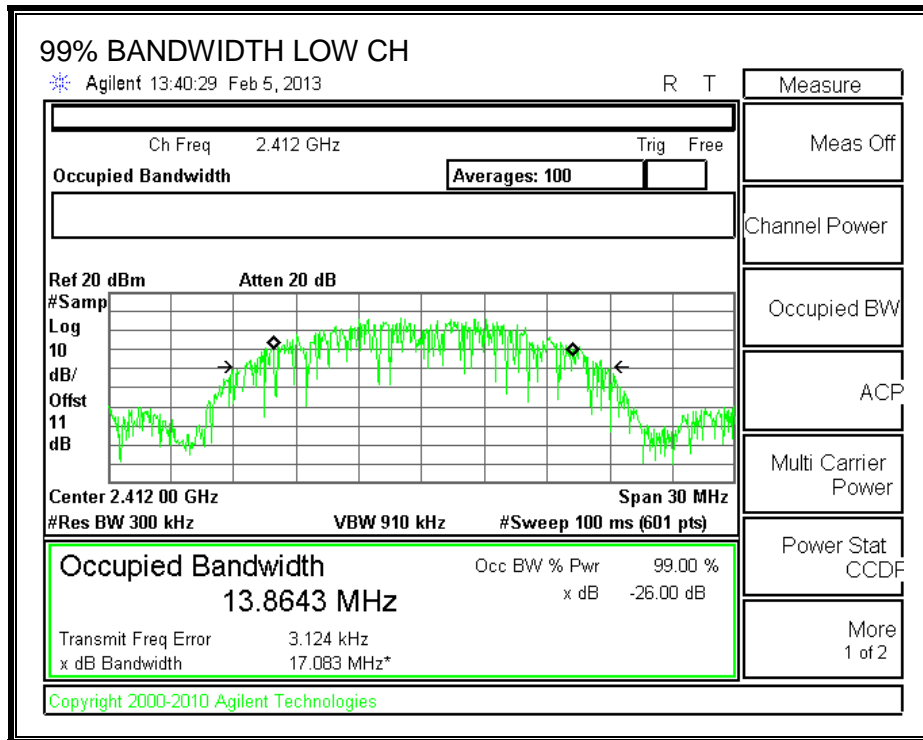 99% BANDWIDTH LOW CH
Agilent 13:40:29 Feb 5, 2013 R T
Ch Freq 2.412 GHz Trig Free
Occupied Bandwidth Averages: 100
Ref 20 dBm Atten 20 dB
#Samp
Log
10
dB/
Offst
11
dB
Center 2.412 00 GHz Span 30 MHz
#Res BW 300 kHz VBW 910 kHz #Sweep 100 ms (601 pts)
Occupied Bandwidth Occ BW % Pwr 99.00 %
13.8643 MHz x dB -26.00 dB
Transmit Freq Error 3.124 kHz
x dB Bandwidth 17.083 MHz*
Copyright 2000-2010 Agilent Technologies
Measure
Meas Off
Channel Power
Occupied BW
ACP
Multi Carrier
Power
Power Stat
CCDF
More
1 of 2